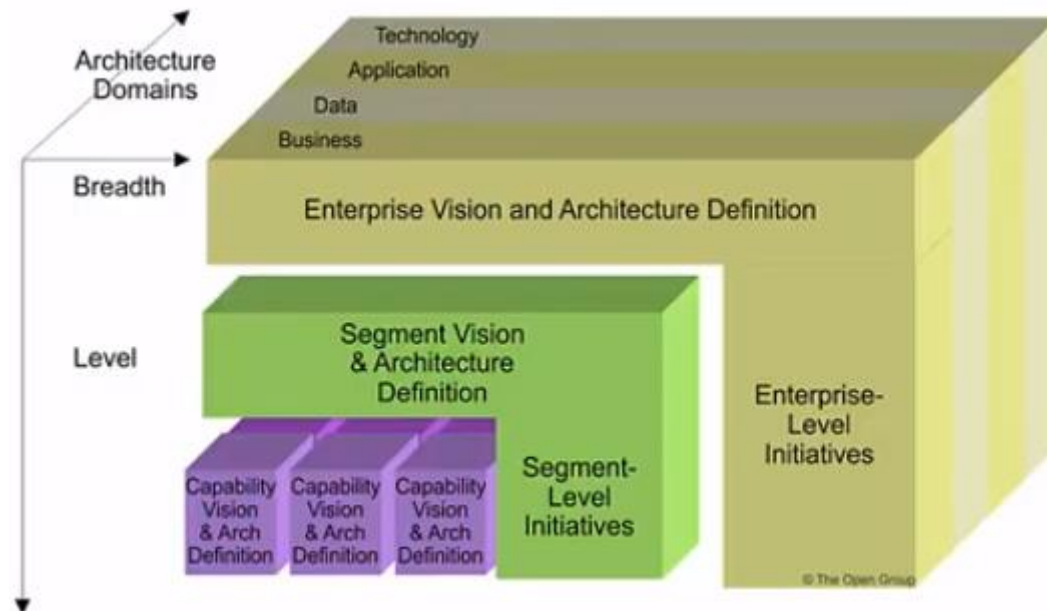 Architecture
Domains
Technology
Application
Data
Business
Breadth
Enterprise Vision and Architecture Definition
Level
Segment Vision
& Architecture
Definition
Enterprise-
Level
Initiatives
Segment-
Level
Initiatives
Capability
Vision
& Arch
Definition
Capability
Vision
& Arch
Definition
Capability
Vision
& Arch
Definition
© The Open Group